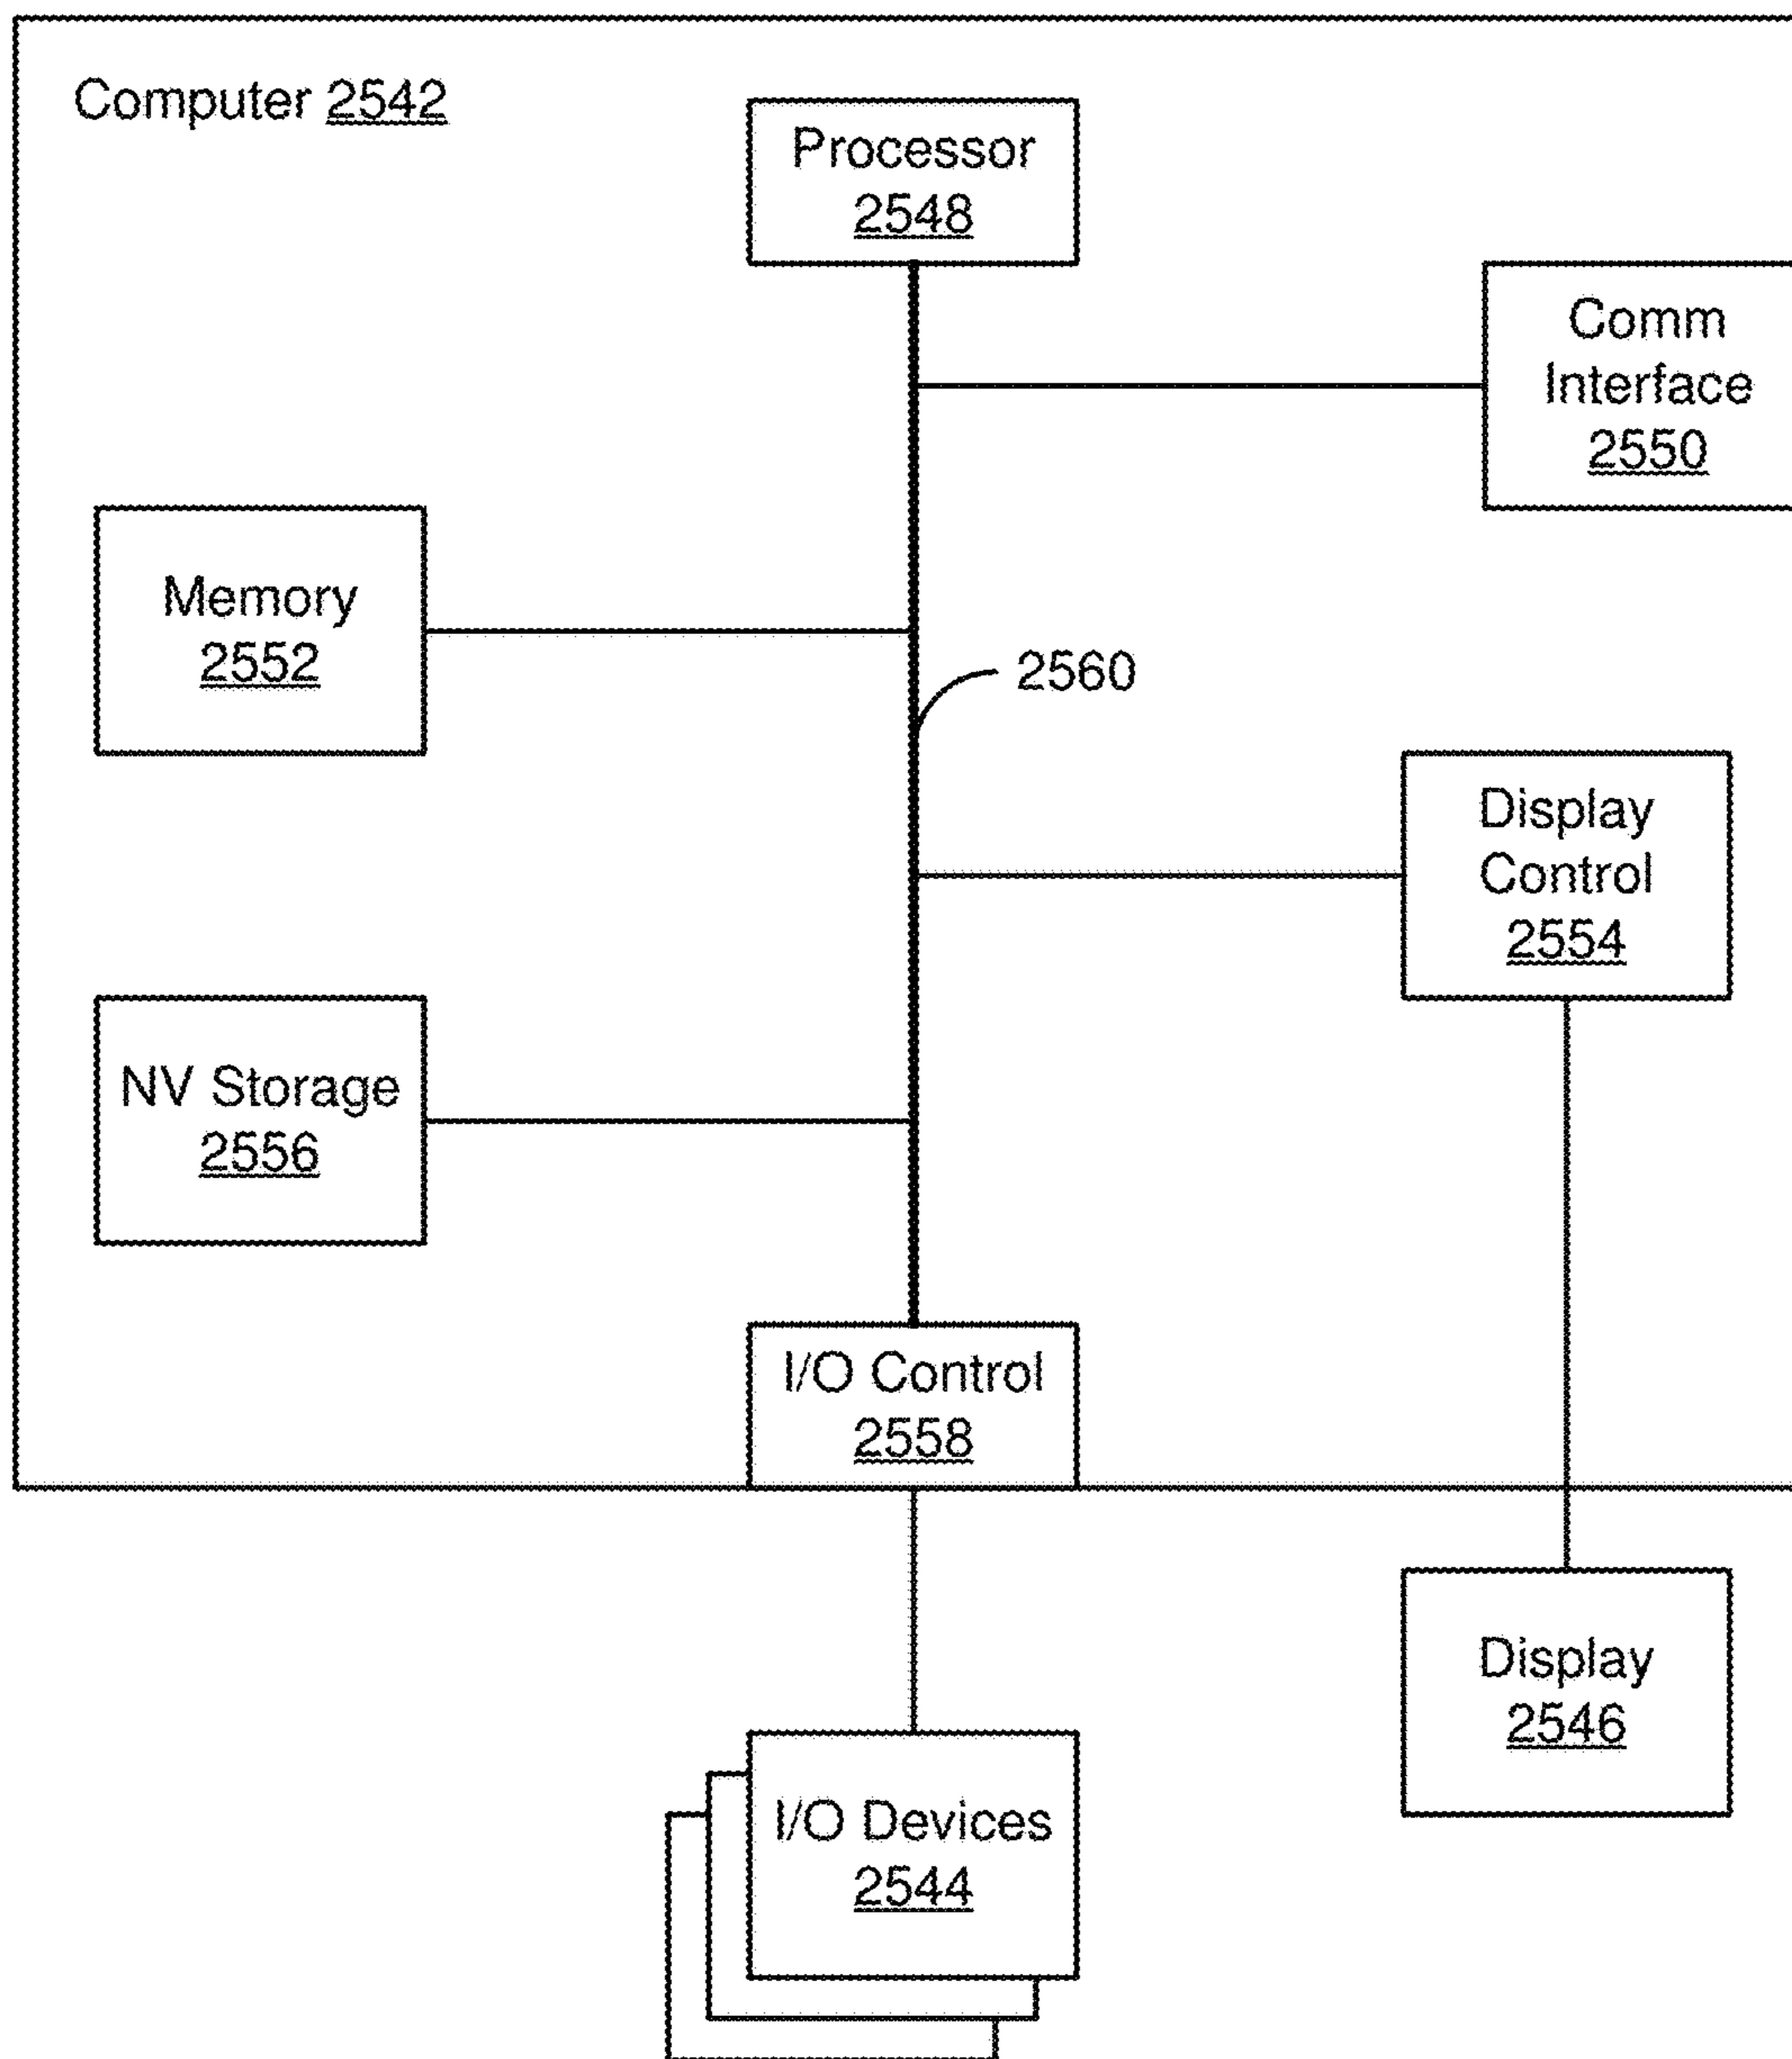 Computer 2542
Processor
2548
Comm
Interface
2550
Memory
2552
2560
Display
Control
2554
NV Storage
2556
I/O Control
2558
Display
2546
I/O Devices
2544